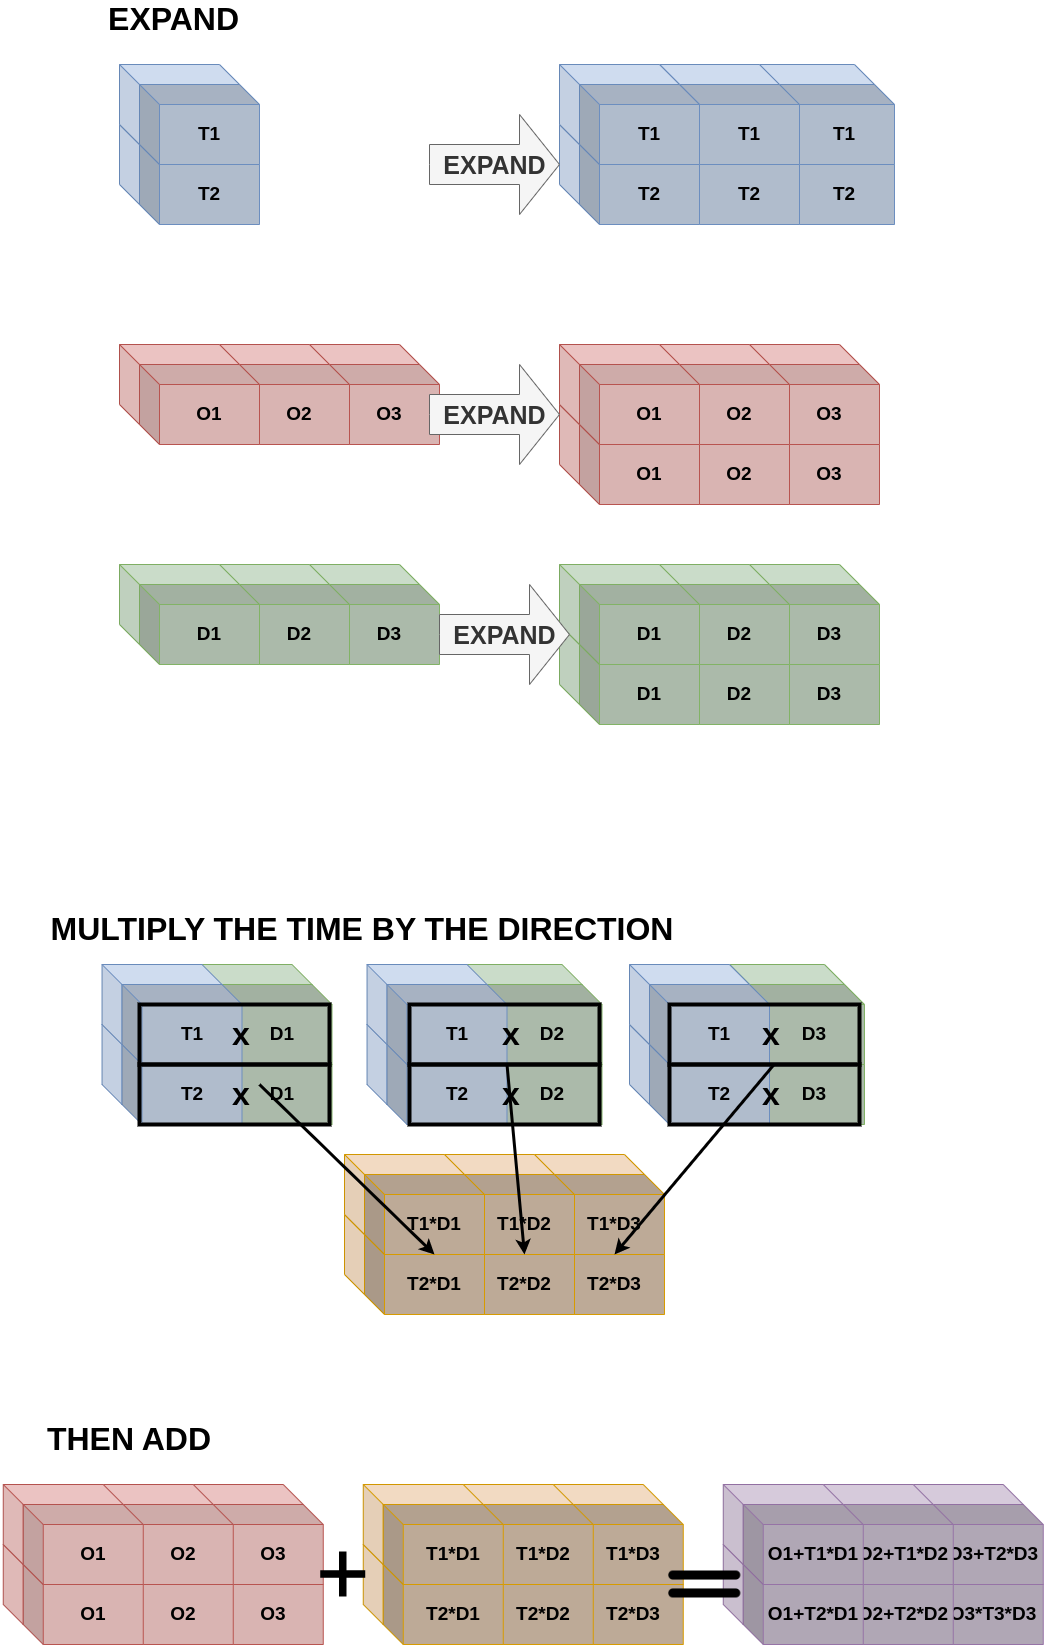 EXPAND
T1
EXPAND
T1 T1 T1
T2
T2 T2 T2
O1 O2 O3
EXPAND
O1 O2 O3
O1 O2 O3
D1 D2 D3
EXPAND
D1 D2 D3
D1 D2 D3
MULTIPLY THE TIME BY THE DIRECTION
T1 x D1 T1 x D2 T1 x D3
T2 x D1 T2 x D2 T2 x D3
T1*D1 T1*D2 T1*D3
T2*D1 T2*D2 T2*D3
THEN ADD
O1 O2 O3 + T1*D1 T1*D2 T1*D3 = O1+T1*D1 O2+T1*D2 O3+T2*D3
O1 O2 O3 T2*D1 T2*D2 T2*D3 O1+T2*D1 O2+T2*D2 O3*T3*D3